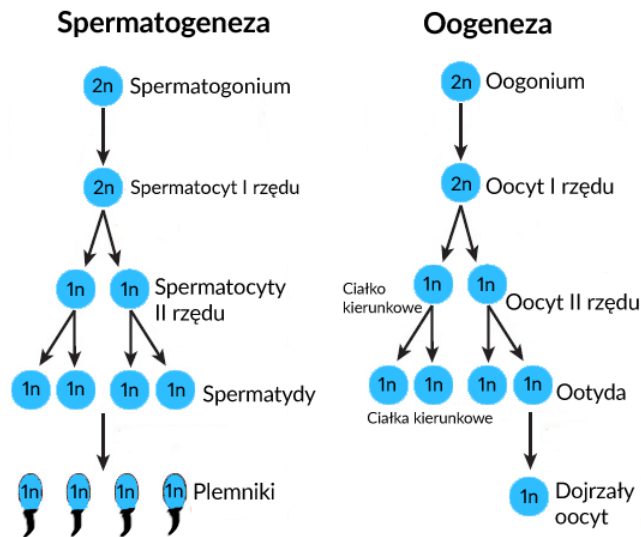 Spermatogeneza
2n Spermatogonium
2n Spermatocyt I rzędu
1n 1n Spermatocyty
II rzędu
1n 1n 1n 1n Spermatydy
1n 1n 1n 1n Plemniki
Oogeneza
2n Oogonium
2n Oocyt I rzędu
Ciałko
kierunkowe
1n 1n Oocyt II rzędu
1n 1n 1n 1n Ootyda
Ciałka kierunkowe
1n Dojrzały
oocyt